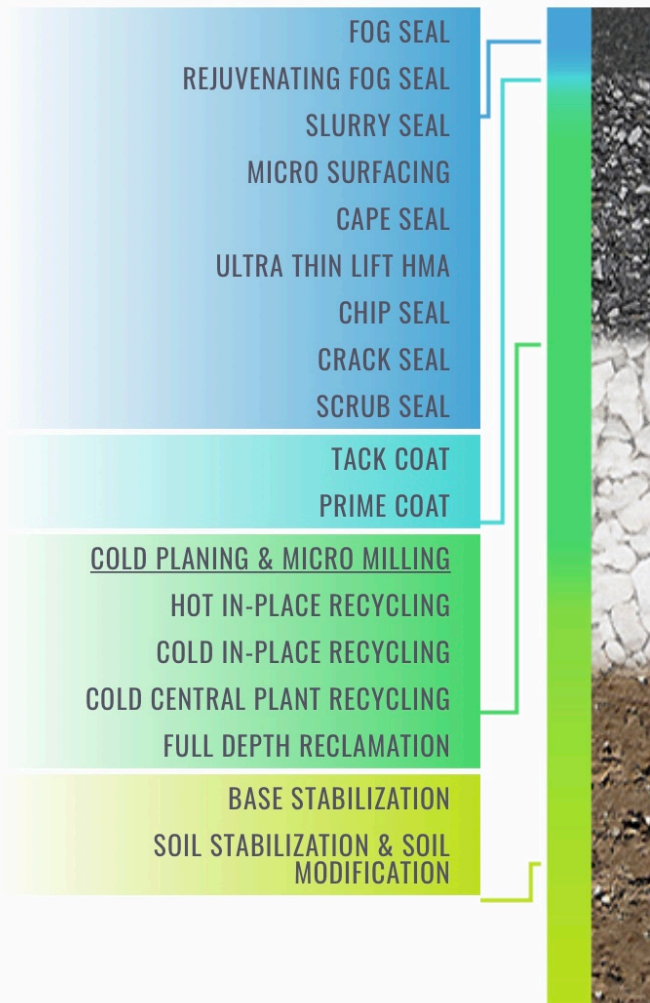 FOG SEAL
REJUVENATING FOG SEAL
SLURRY SEAL
MICRO SURFACING
CAPE SEAL
ULTRA THIN LIFT HMA
CHIP SEAL
CRACK SEAL
SCRUB SEAL
TACK COAT
PRIME COAT
COLD PLANING & MICRO MILLING
HOT IN-PLACE RECYCLING
COLD IN-PLACE RECYCLING
COLD CENTRAL PLANT RECYCLING
FULL DEPTH RECLAMATION
BASE STABILIZATION
SOIL STABILIZATION & SOIL
MODIFICATION